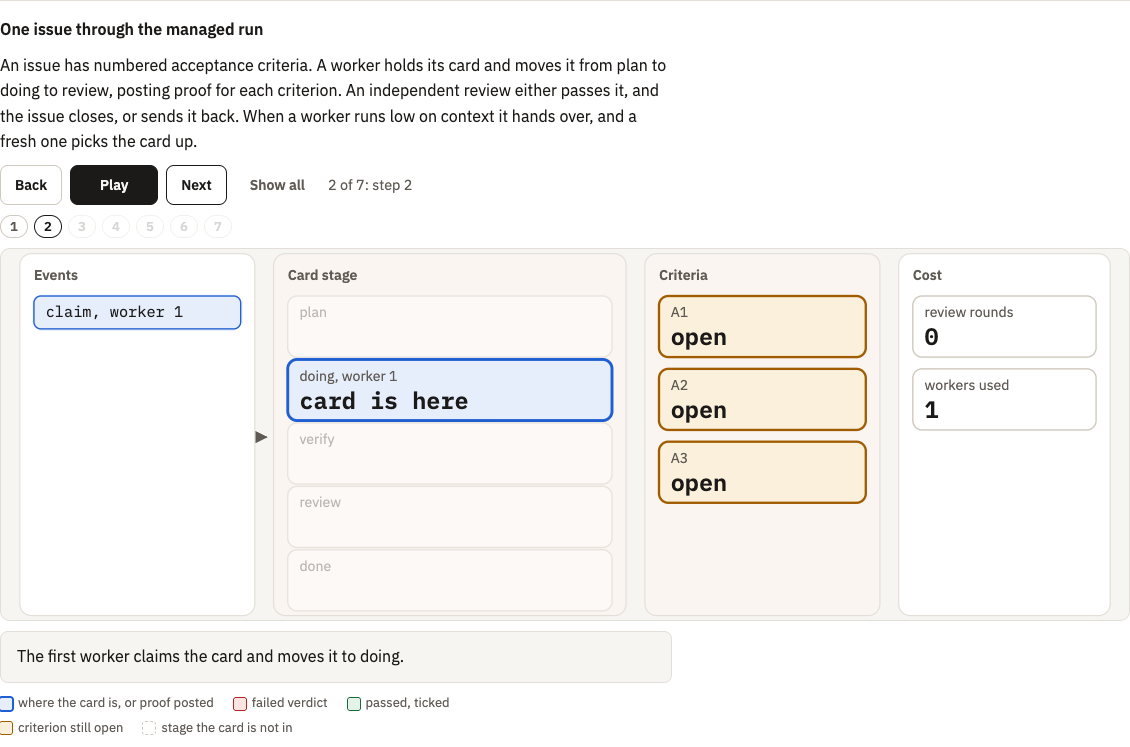 One issue through the managed run
An issue has numbered acceptance criteria. A worker holds its card and moves it from plan to
doing to review, posting proof for each criterion. An independent review either passes it, and
the issue closes, or sends it back. When a worker runs low on context it hands over, and a
fresh one picks the card up.
Back
Play
Next
Show all
2 of 7: step 2
1 2 3 4 5 6 7
Events
claim, worker 1
Card stage
plan
doing, worker 1
card is here
verify
review
done
Criteria
A1
open
A2
open
A3
open
Cost
review rounds
0
workers used
1
The first worker claims the card and moves it to doing.
where the card is, or proof posted
failed verdict
passed, ticked
criterion still open
stage the card is not in